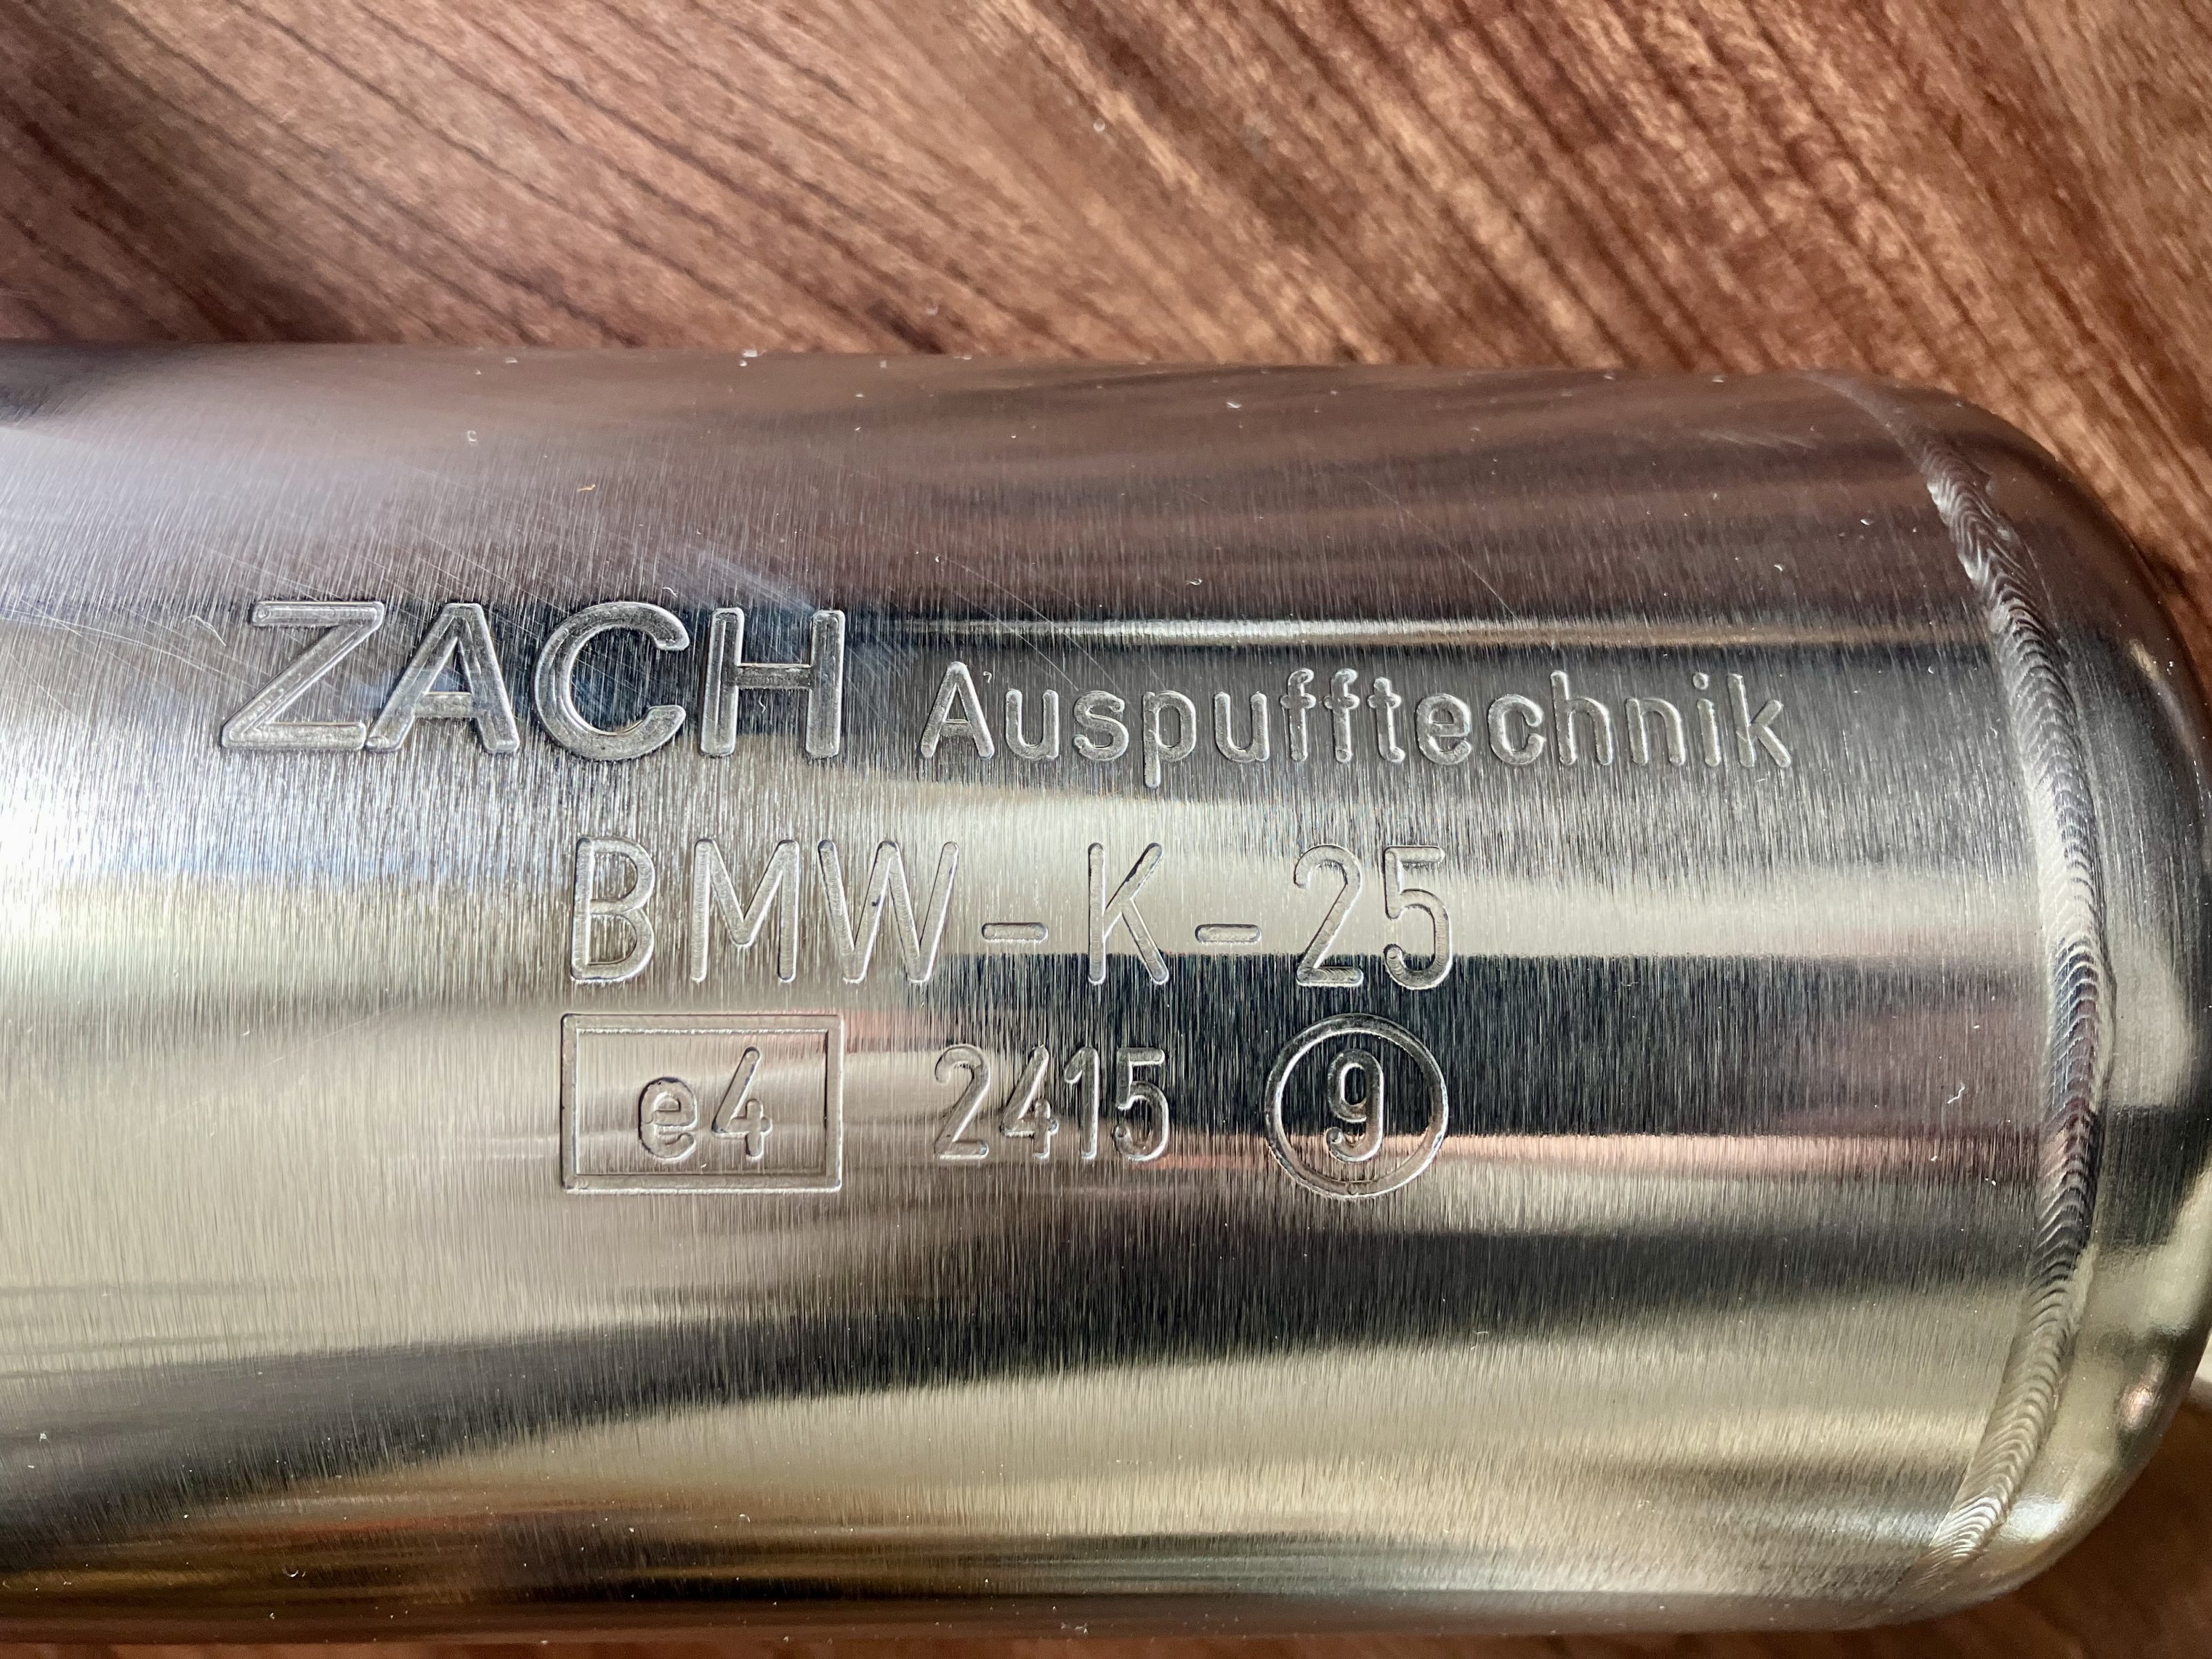 ZACH Auspufftechnik
BMW-K-25
e4 2415 9